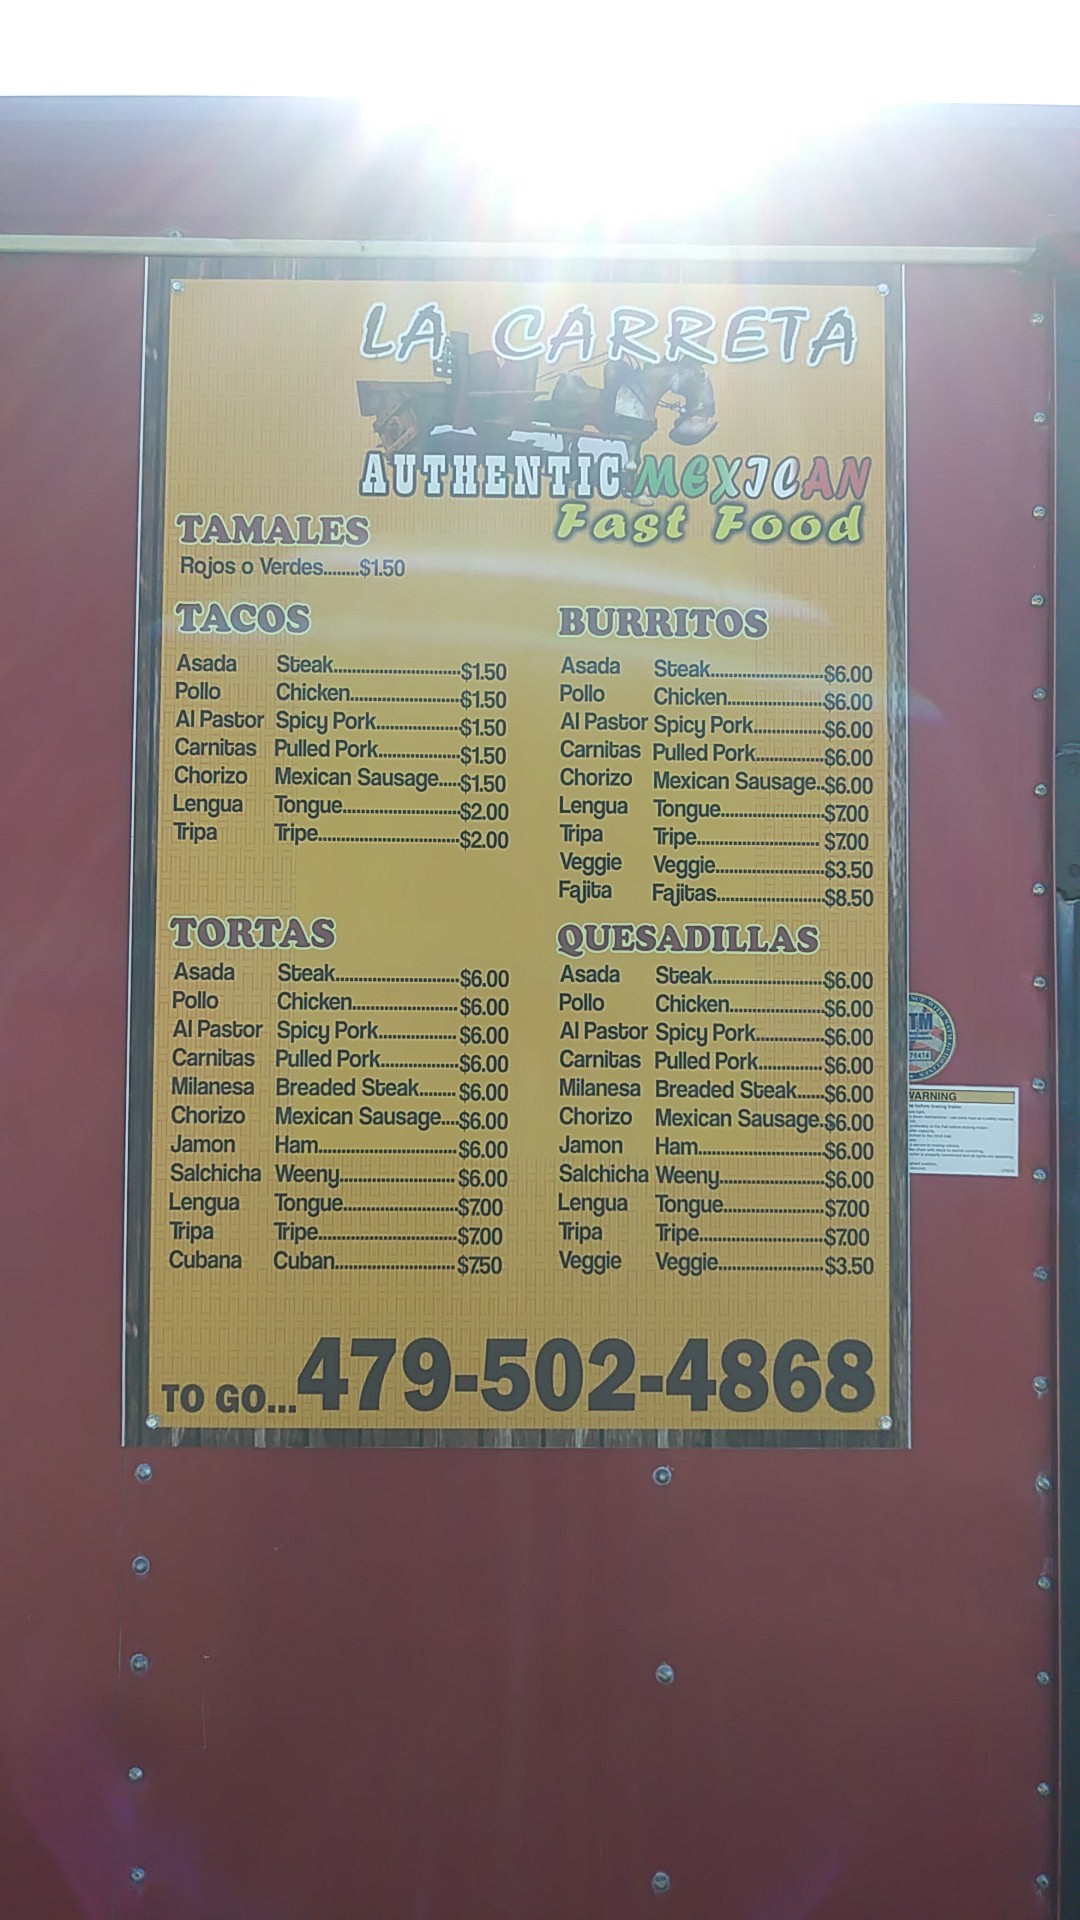 LA CARRETA
AUTHENTIC MEXICAN
Fast Food
TAMALES
Rojos o Verdes........$1.50
TACOS
Asada Steak..........................$1.50
Pollo Chicken.......................$1.50
Al Pastor Spicy Pork.................$1.50
Carnitas Pulled Pork................$1.50
Chorizo Mexican Sausage.....$1.50
Lengua Tongue........................$2.00
Tripa Tripe.............................$2.00
BURRITOS
Asada Steak.......................$6.00
Pollo Chicken....................$6.00
Al Pastor Spicy Pork..............$6.00
Carnitas Pulled Pork..............$6.00
Chorizo Mexican Sausage..$6.00
Lengua Tongue.....................$7.00
Tripa Tripe......................... $7.00
Veggie Veggie......................$3.50
Fajita Fajitas......................$8.50
TORTAS
Asada Steak.........................$6.00
Pollo Chicken.....................$6.00
Al Pastor Spicy Pork................$6.00
Carnitas Pulled Pork................$6.00
Milanesa Breaded Steak........$6.00
Chorizo Mexican Sausage....$6.00
Jamon Ham............................$6.00
Salchicha Weeny........................$6.00
Lengua Tongue.......................$7.00
Tripa Tripe............................$7.00
Cubana Cuban.........................$7.50
QUESADILLAS
Asada Steak.......................$6.00
Pollo Chicken....................$6.00
Al Pastor Spicy Pork..............$6.00
Carnitas Pulled Pork.............$6.00
Milanesa Breaded Steak......$6.00
Chorizo Mexican Sausage.$6.00
Jamon Ham..........................$6.00
Salchicha Weeny.....................$6.00
Lengua Tongue.....................$7.00
Tripa Tripe..........................$7.00
Veggie Veggie......................$3.50
TO GO... 479-502-4868
TM
WARNING